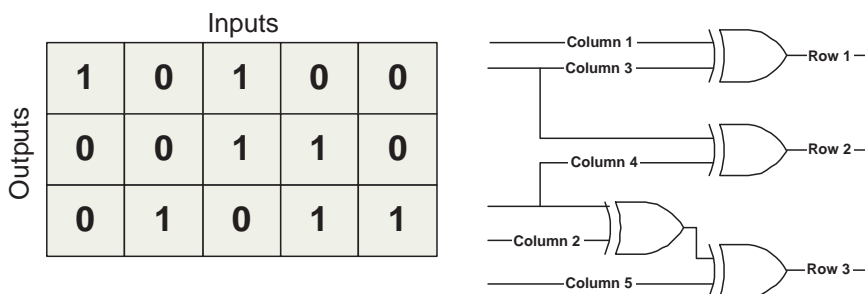 Inputs
Outputs
1 0 1 0 0
0 0 1 1 0
0 1 0 1 1
Column 1
Row 1
Column 3
Row 2
Column 4
Column 2
Row 3
Column 5